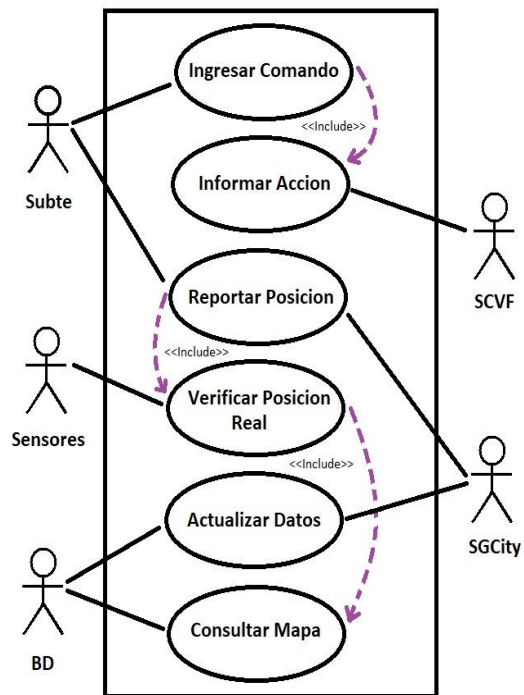 Ingresar Comando
<<Include>>
Subte
Informar Accion
SCVF
Reportar Posicion
<<Include>>
Sensores
Verificar Posicion
Real
<<Include>>
Actualizar Datos
SGCity
BD
Consultar Mapa